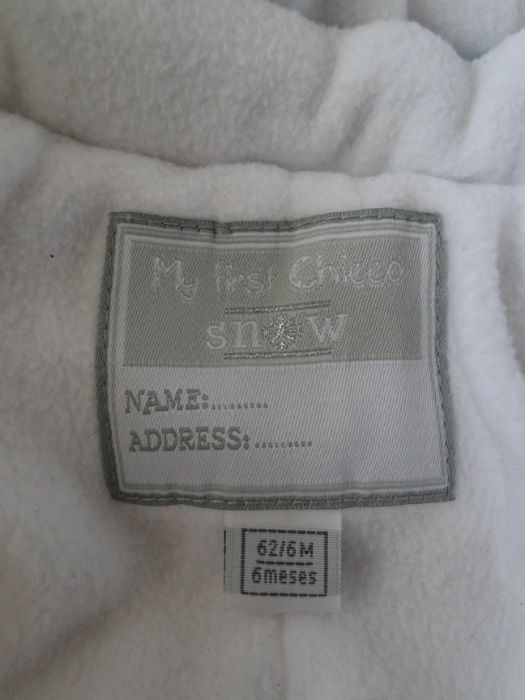 My first Chicco
snow
NAME:.........
ADDRESS:.........
62/6M
6meses